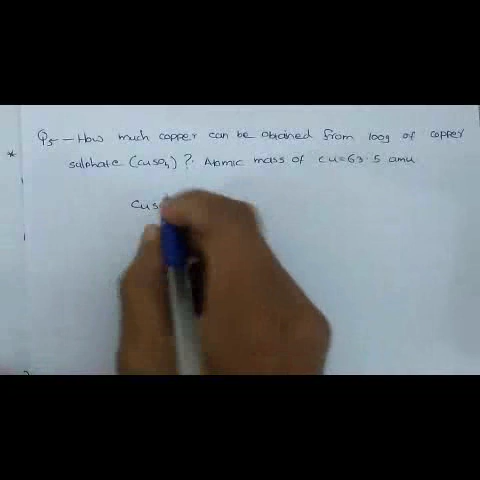 Q5 - How much copper can be obtained from 100g of copper
* sulphate (CuSO4) ? Atomic mass of Cu=63.5 amu
CuS